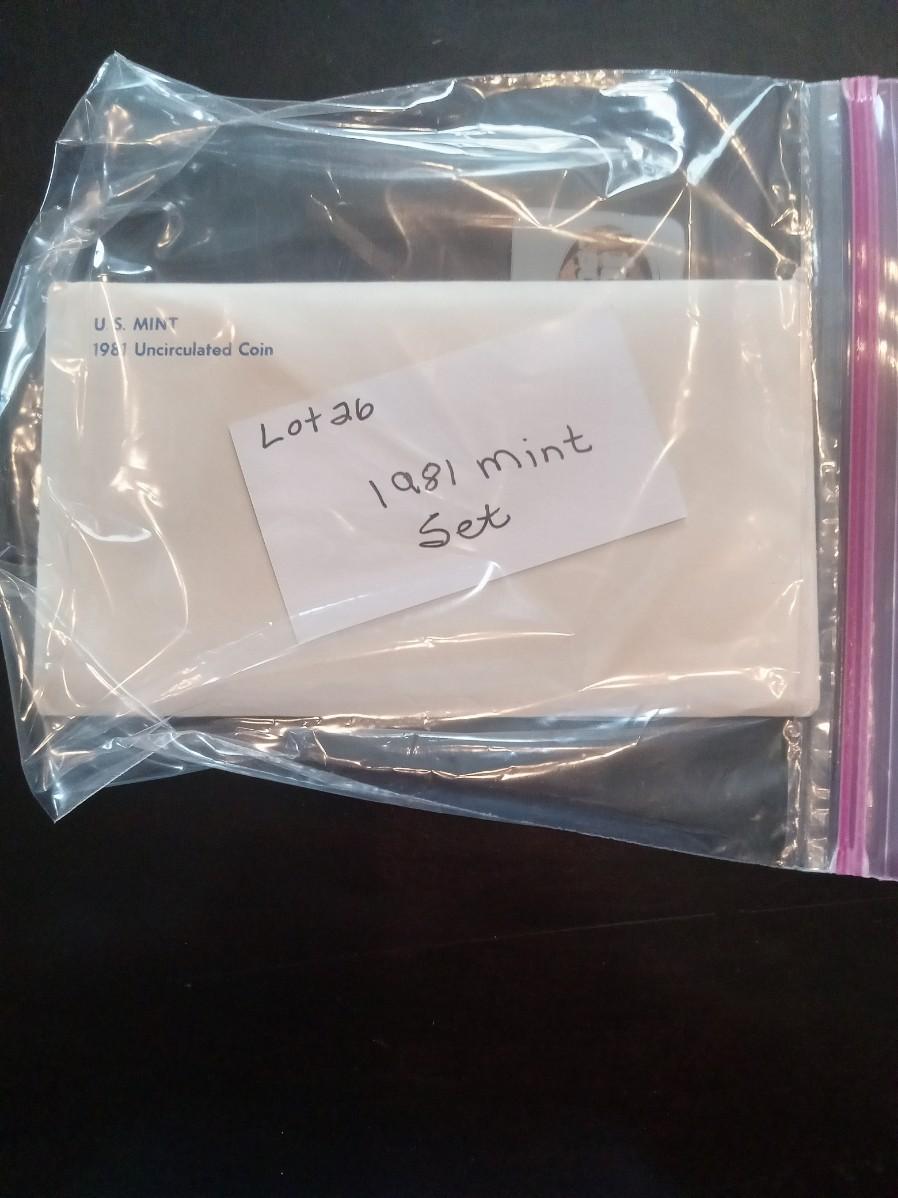 U.S. MINT
1981 Uncirculated Coin
Lot 26
1981 mint
Set